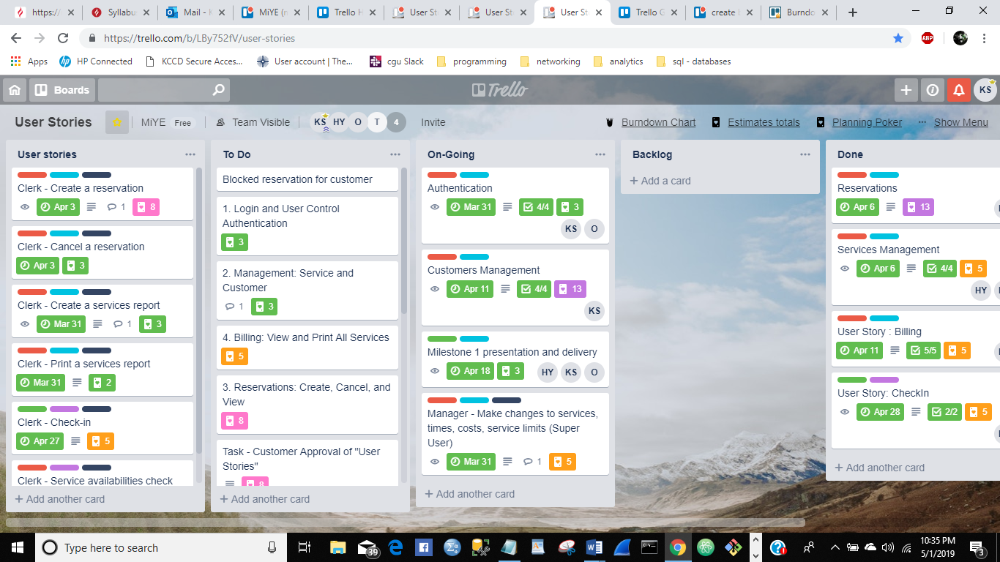 https:/
Syllabu
Mail - K
MiYE (n
Trello H
User St
User St
User St
Trello G
create l
Burndo
https://trello.com/b/LBy752fV/user-stories
ABP
Apps
HP Connected
KCCD Secure Acces...
User account | The...
cgu Slack
programming
networking
analytics
sql - databases
Boards
Trello
KS
User Stories
MiYE Free
Team Visible
KS HY O T 4
Invite
Burndown Chart
Estimates totals
Planning Poker
··· Show Menu
User stories ···
Clerk - Create a reservation
Apr 3 1 8
Clerk - Cancel a reservation
Apr 3 3
Clerk - Create a services report
Mar 31 1 3
Clerk - Print a services report
Mar 31 2
Clerk - Check-in
Apr 27 5
Clerk - Service availabilities check
+ Add another card
To Do ···
Blocked reservation for customer
1. Login and User Control
Authentication
3
2. Management: Service and
Customer
1 3
4. Billing: View and Print All Services
5
3. Reservations: Create, Cancel, and
View
8
Task - Customer Approval of "User
Stories"
8
+ Add another card
On-Going ···
Authentication
Mar 31 4/4 3
KS O
Customers Management
Apr 11 4/4 13
KS
Milestone 1 presentation and delivery
Apr 18 3 HY KS O
Manager - Make changes to services,
times, costs, service limits (Super
User)
Mar 31 1 5
+ Add another card
Backlog ···
+ Add a card
Done
Reservations
Apr 6 13
Services Management
Apr 6 4/4 5
HY
User Story : Billing
Apr 11 5/5 5
User Story: CheckIn
Apr 28 2/2 5
+ Add another card
Type here to search
39
10:35 PM
5/1/2019
3